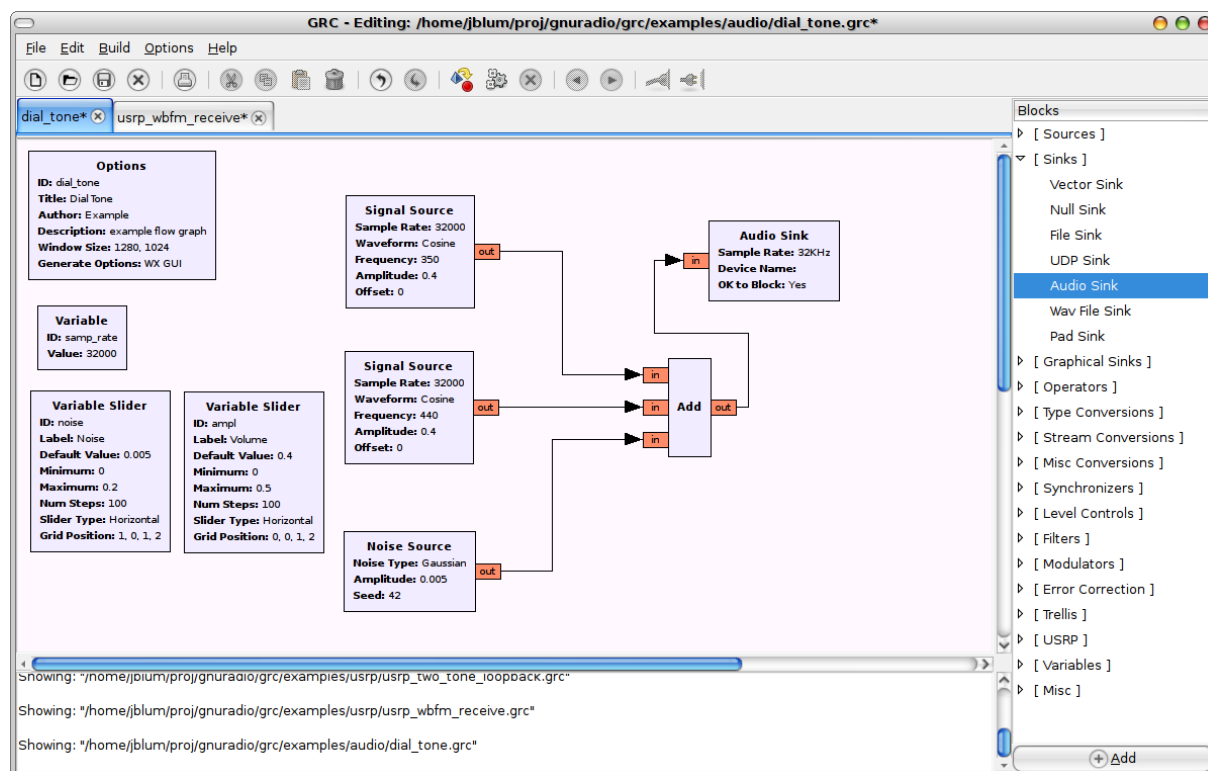 GRC - Editing: /home/jblum/proj/gnuradio/grc/examples/audio/dial_tone.grc*
File Edit Build Options Help
dial_tone* usrp_wbfm_receive*
Options
ID: dial_tone
Title: Dial Tone
Author: Example
Description: example flow graph
Window Size: 1280, 1024
Generate Options: WX GUI
Variable
ID: samp_rate
Value: 32000
Variable Slider
ID: noise
Label: Noise
Default Value: 0.005
Minimum: 0
Maximum: 0.2
Num Steps: 100
Slider Type: Horizontal
Grid Position: 1, 0, 1, 2
Variable Slider
ID: ampl
Label: Volume
Default Value: 0.4
Minimum: 0
Maximum: 0.5
Num Steps: 100
Slider Type: Horizontal
Grid Position: 0, 0, 1, 2
Signal Source
Sample Rate: 32000
Waveform: Cosine
Frequency: 350
Amplitude: 0.4
Offset: 0
out
Signal Source
Sample Rate: 32000
Waveform: Cosine
Frequency: 440
Amplitude: 0.4
Offset: 0
out
Noise Source
Noise Type: Gaussian
Amplitude: 0.005
Seed: 42
out
in
in
in
Add
out
in
Audio Sink
Sample Rate: 32KHz
Device Name:
OK to Block: Yes
Blocks
[ Sources ]
[ Sinks ]
Vector Sink
Null Sink
File Sink
UDP Sink
Audio Sink
Wav File Sink
Pad Sink
[ Graphical Sinks ]
[ Operators ]
[ Type Conversions ]
[ Stream Conversions ]
[ Misc Conversions ]
[ Synchronizers ]
[ Level Controls ]
[ Filters ]
[ Modulators ]
[ Error Correction ]
[ Trellis ]
[ USRP ]
[ Variables ]
[ Misc ]
Add
Showing: "/home/jblum/proj/gnuradio/grc/examples/usrp/usrp_two_tone_loopback.grc"
Showing: "/home/jblum/proj/gnuradio/grc/examples/usrp/usrp_wbfm_receive.grc"
Showing: "/home/jblum/proj/gnuradio/grc/examples/audio/dial_tone.grc"